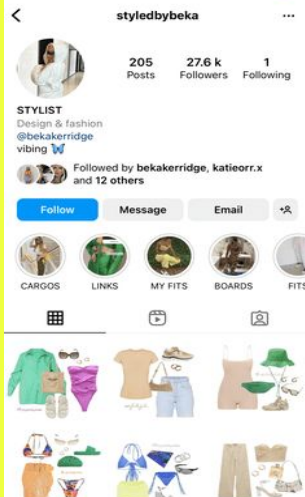 styledbybeka
205 27.6 k 1
Posts Followers Following
STYLIST
Design & fashion
@bekakerridge
vibing
Followed by bekakerridge, katieorr.x
and 12 others
Follow Message Email
CARGOS LINKS MY FITS BOARDS FITS